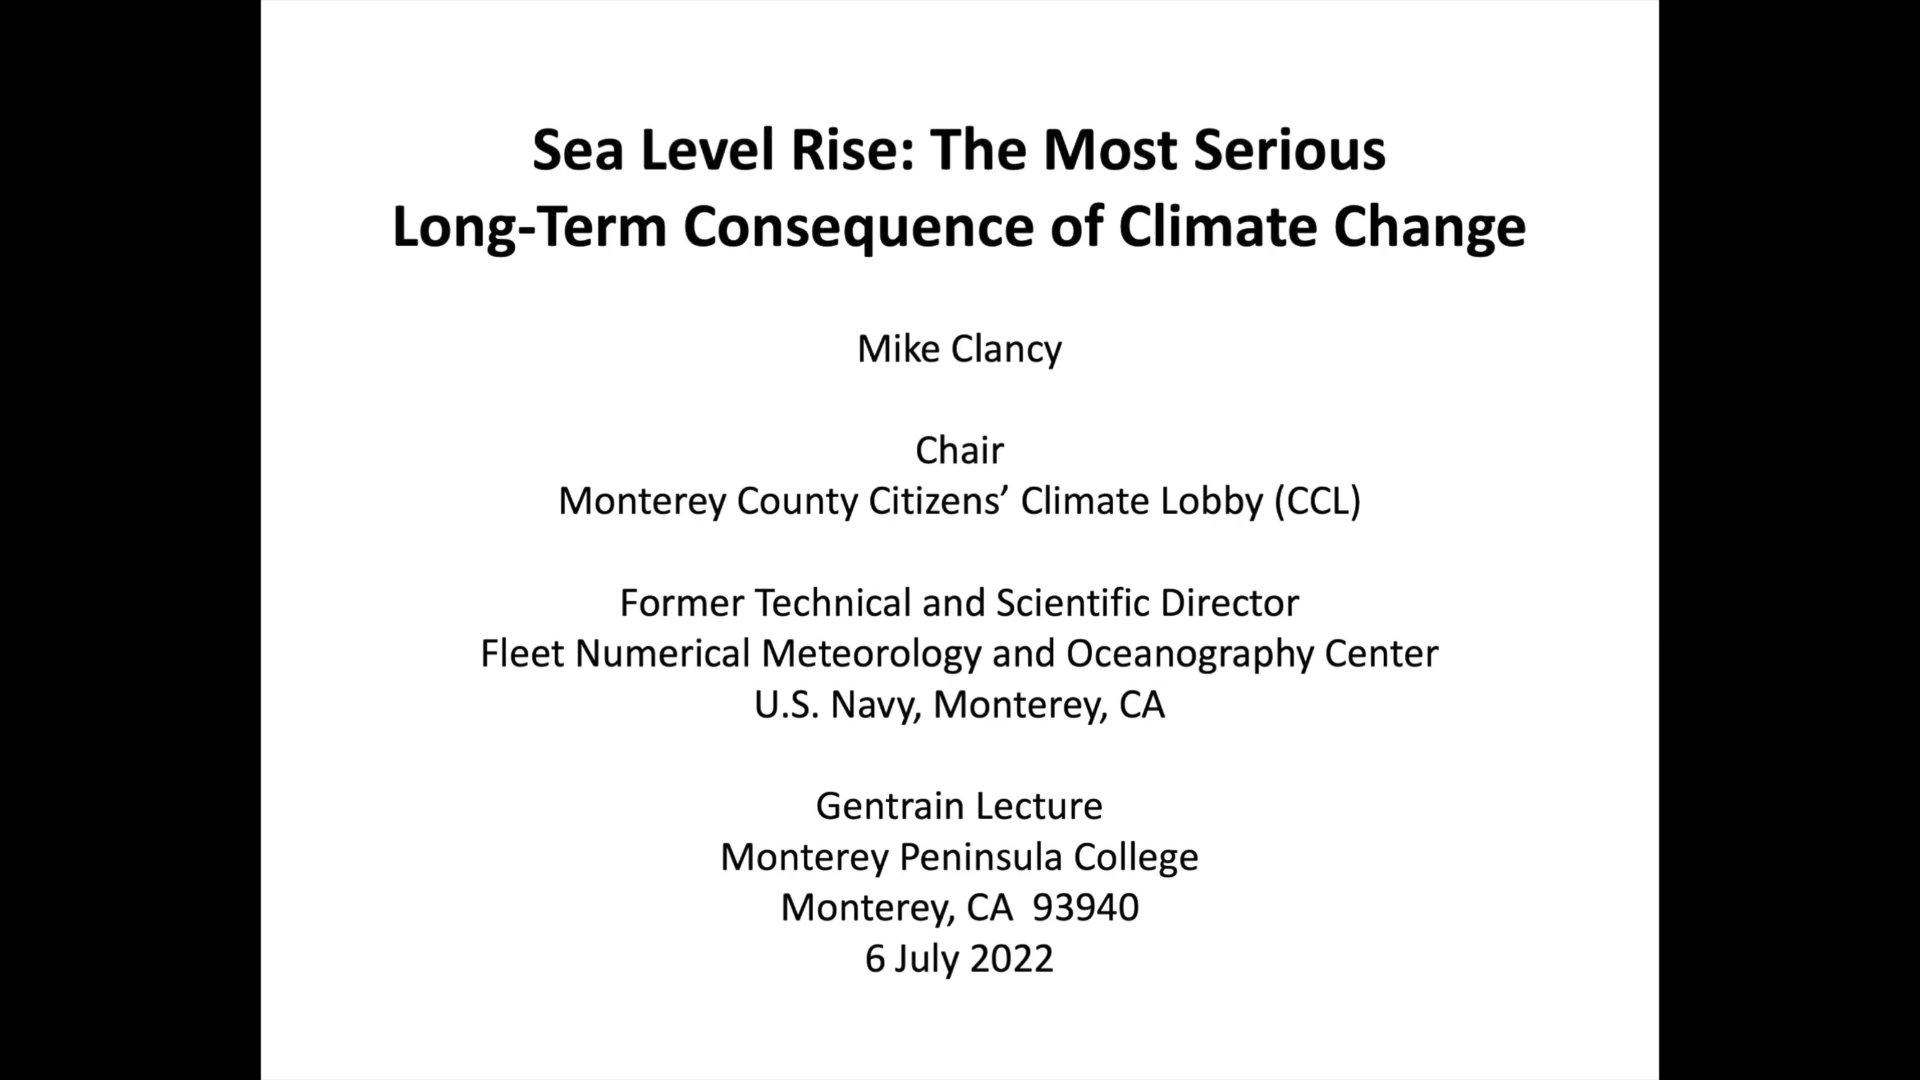 Sea Level Rise: The Most Serious
Long-Term Consequence of Climate Change
Mike Clancy
Chair
Monterey County Citizens’ Climate Lobby (CCL)
Former Technical and Scientific Director
Fleet Numerical Meteorology and Oceanography Center
U.S. Navy, Monterey, CA
Gentrain Lecture
Monterey Peninsula College
Monterey, CA  93940
6 July 2022